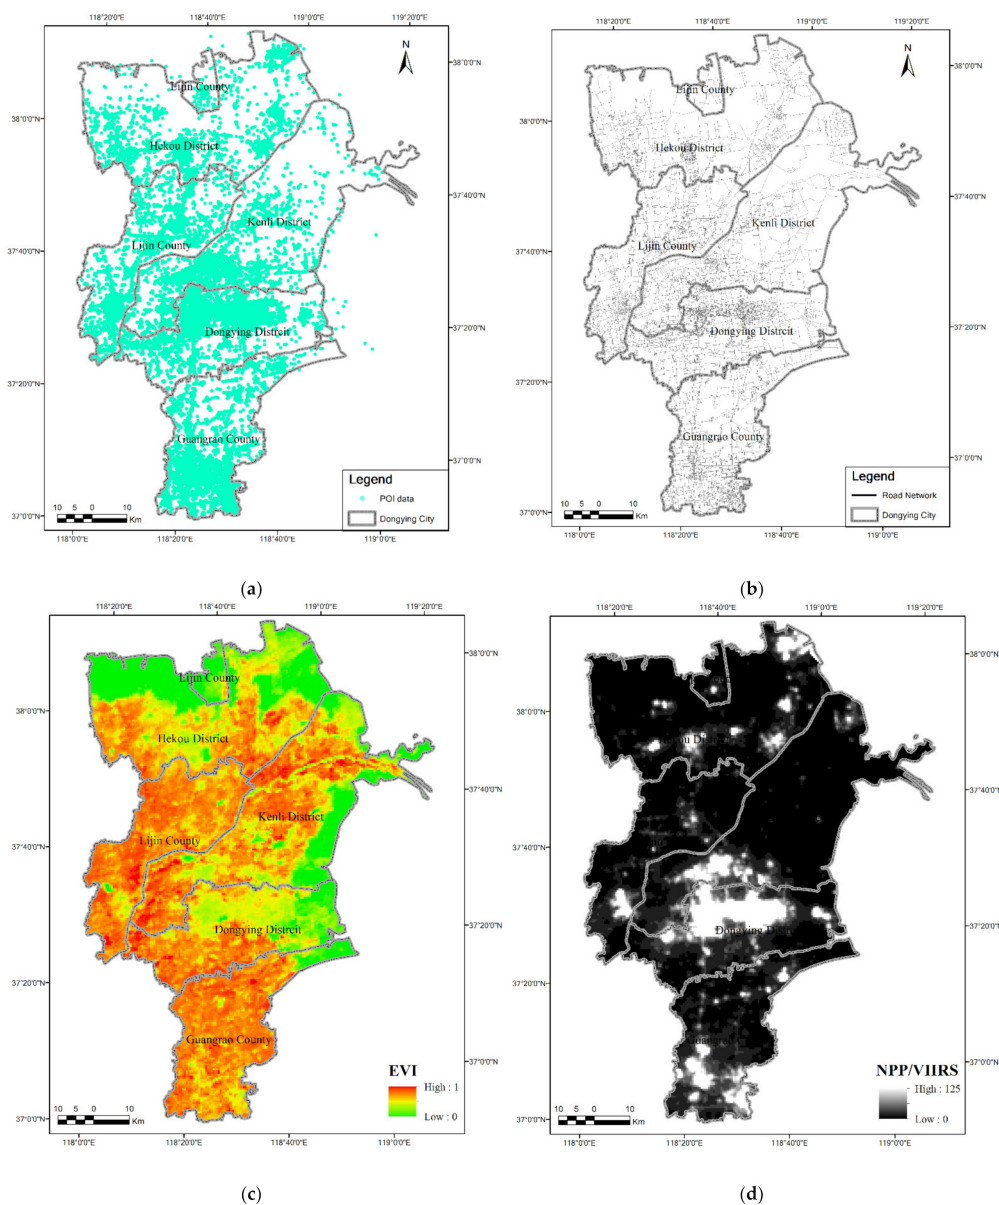 118°20'0"E 118°40'0"E 119°0'0"E 119°20'0"E
N
38°0'0"N
38°0'0"N
37°40'0"N
37°40'0"N
37°20'0"N
37°20'0"N
37°0'0"N
37°0'0"N
Lijin County
Hekou District
Kenli District
Lijin County
Dongying Distrcit
Guangrao County
Legend
POI data
Dongying City
10 5 0 10
Km
118°0'0"E 118°20'0"E 118°40'0"E 119°0'0"E
(a)
118°20'0"E 118°40'0"E 119°0'0"E 119°20'0"E
N
38°0'0"N
38°0'0"N
37°40'0"N
37°40'0"N
37°20'0"N
37°20'0"N
37°0'0"N
37°0'0"N
Lijin County
Hekou District
Kenli District
Lijin County
Dongying Distrcit
Guangrao County
Legend
Road Network
Dongying City
10 5 0 10
Km
118°0'0"E 118°20'0"E 118°40'0"E 119°0'0"E
(b)
118°20'0"E 118°40'0"E 119°0'0"E 119°20'0"E
38°0'0"N
38°0'0"N
37°40'0"N
37°40'0"N
37°20'0"N
37°20'0"N
37°0'0"N
37°0'0"N
Lijin County
Hekou District
Kenli District
Lijin County
Dongying Distrcit
Guangrao County
EVI
High : 1
Low : 0
10 5 0 10
Km
118°0'0"E 118°20'0"E 118°40'0"E 119°0'0"E
(c)
118°20'0"E 118°40'0"E 119°0'0"E 119°20'0"E
38°0'0"N
38°0'0"N
37°40'0"N
37°40'0"N
37°20'0"N
37°20'0"N
37°0'0"N
37°0'0"N
Dongying
NPP/VIIRS
High : 125
Low : 0
10 5 0 10
Km
118°0'0"E 118°20'0"E 118°40'0"E 119°0'0"E
(d)